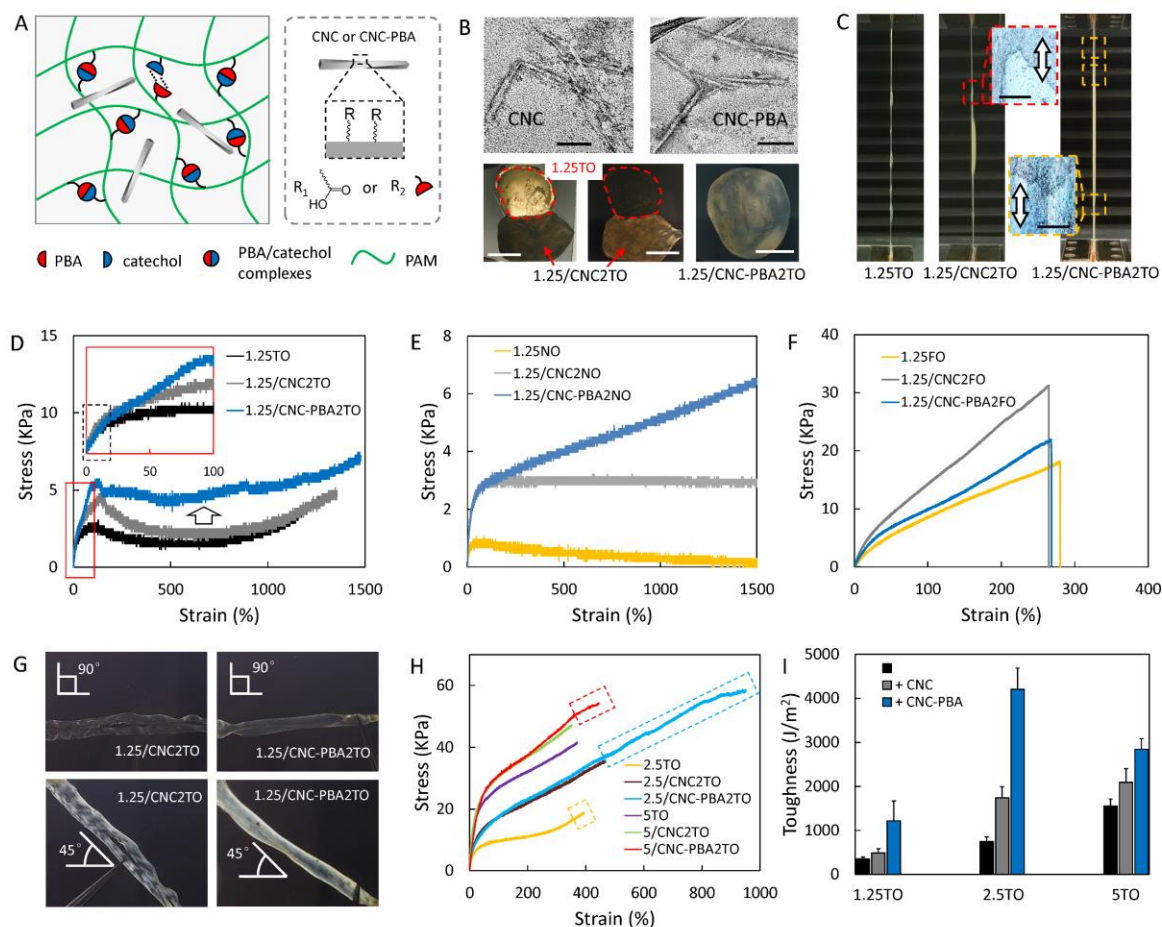 A
CNC or CNC-PBA
R R
R1 HO O or R2
PBA catechol PBA/catechol complexes PAM
B
CNC
CNC-PBA
1.25TO
1.25/CNC2TO
1.25/CNC-PBA2TO
C
1.25TO 1.25/CNC2TO 1.25/CNC-PBA2TO
D
15
10
5
0
Stress (KPa)
1.25TO
1.25/CNC2TO
1.25/CNC-PBA2TO
0 50 100
0 500 1000 1500
Strain (%)
E
8
6
4
2
0
Stress (KPa)
1.25NO
1.25/CNC2NO
1.25/CNC-PBA2NO
0 500 1000 1500
Strain (%)
F
40
30
20
10
0
Stress (KPa)
1.25FO
1.25/CNC2FO
1.25/CNC-PBA2FO
0 100 200 300 400
Strain (%)
G
90°
1.25/CNC2TO
90°
1.25/CNC-PBA2TO
1.25/CNC2TO
45°
1.25/CNC-PBA2TO
45°
H
60
40
20
0
Stress (KPa)
2.5TO
2.5/CNC2TO
2.5/CNC-PBA2TO
5TO
5/CNC2TO
5/CNC-PBA2TO
0 200 400 600 800 1000
Strain (%)
I
5000
4000
3000
2000
1000
0
Toughness (J/m²)
+ CNC
+ CNC-PBA
1.25TO 2.5TO 5TO